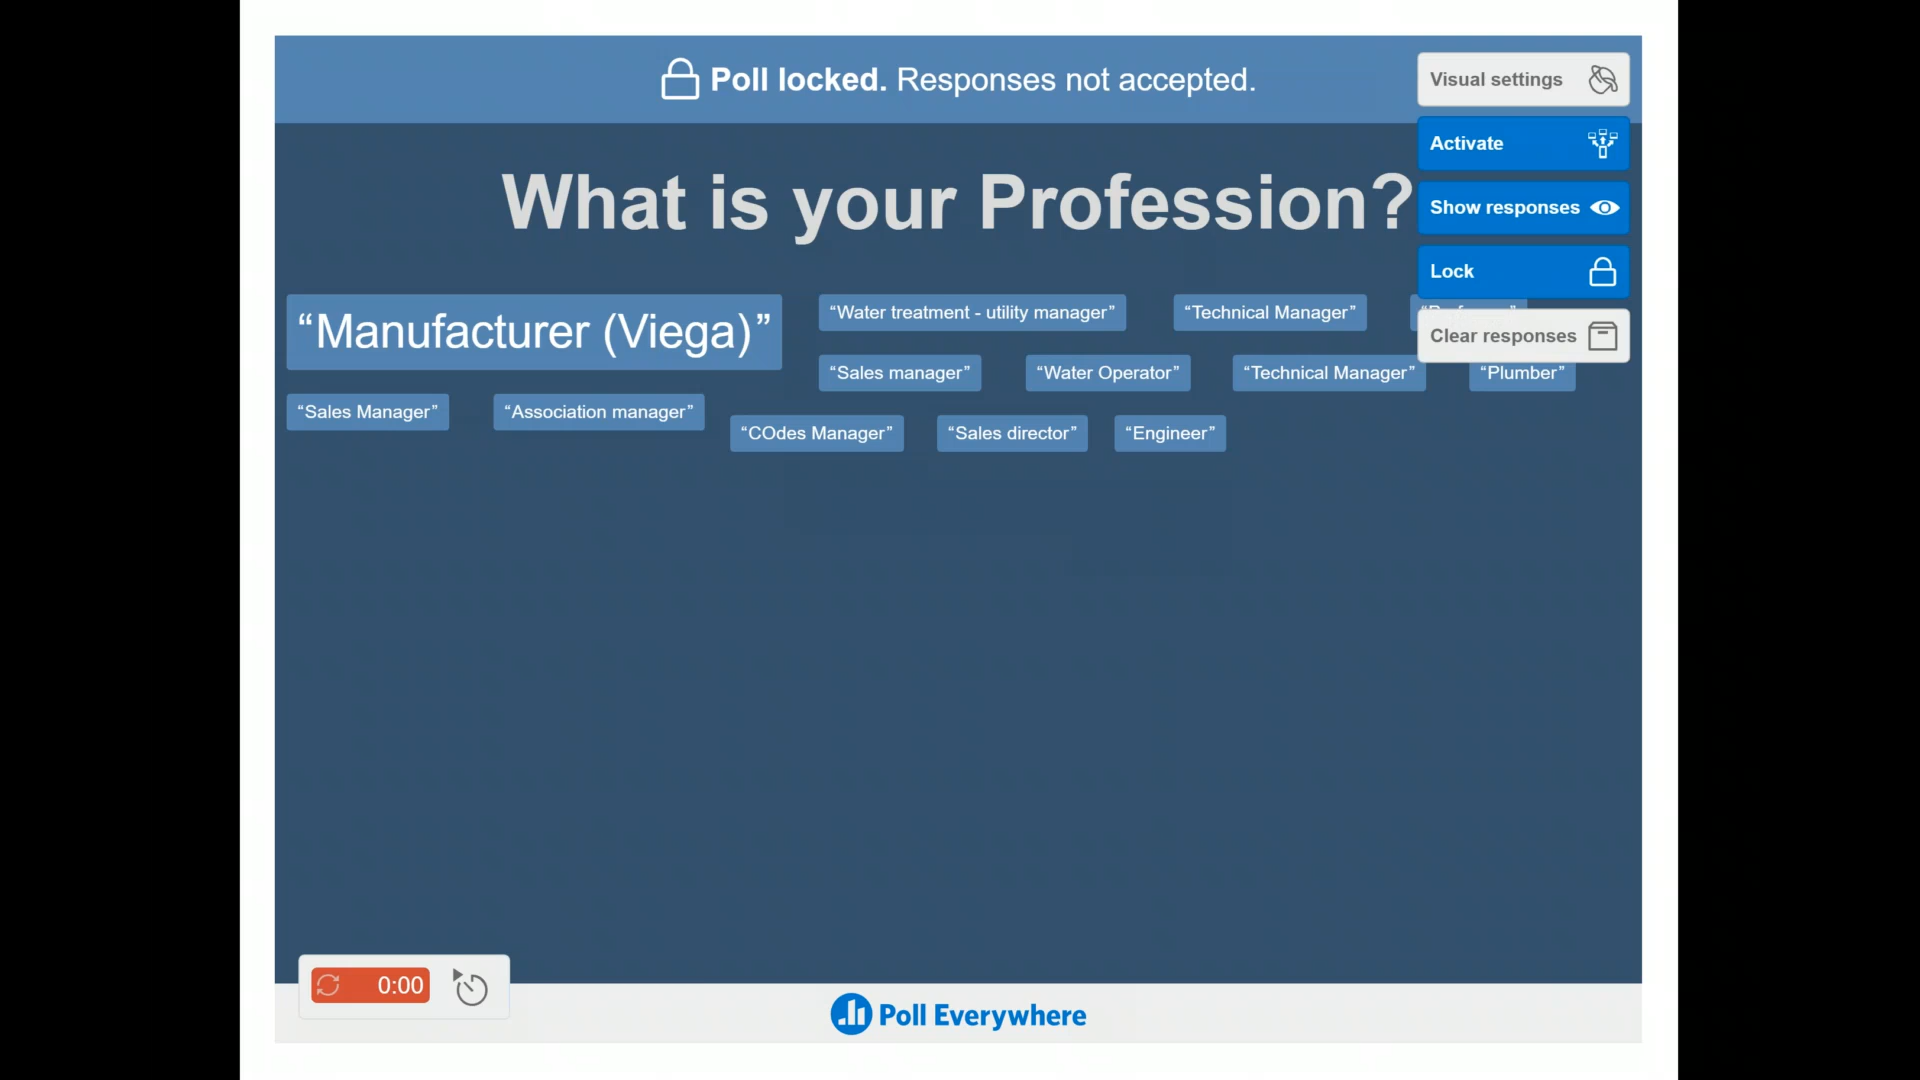 Poll locked. Responses not accepted.
Visual settings
Activate
Show responses
Lock
Clear responses
What is your Profession?
“Manufacturer (Viega)”
“Water treatment - utility manager”
“Technical Manager”
“Sales manager”
“Water Operator”
“Technical Manager”
“Plumber”
“Sales Manager”
“Association manager”
“COdes Manager”
“Sales director”
“Engineer”
0:00
Poll Everywhere